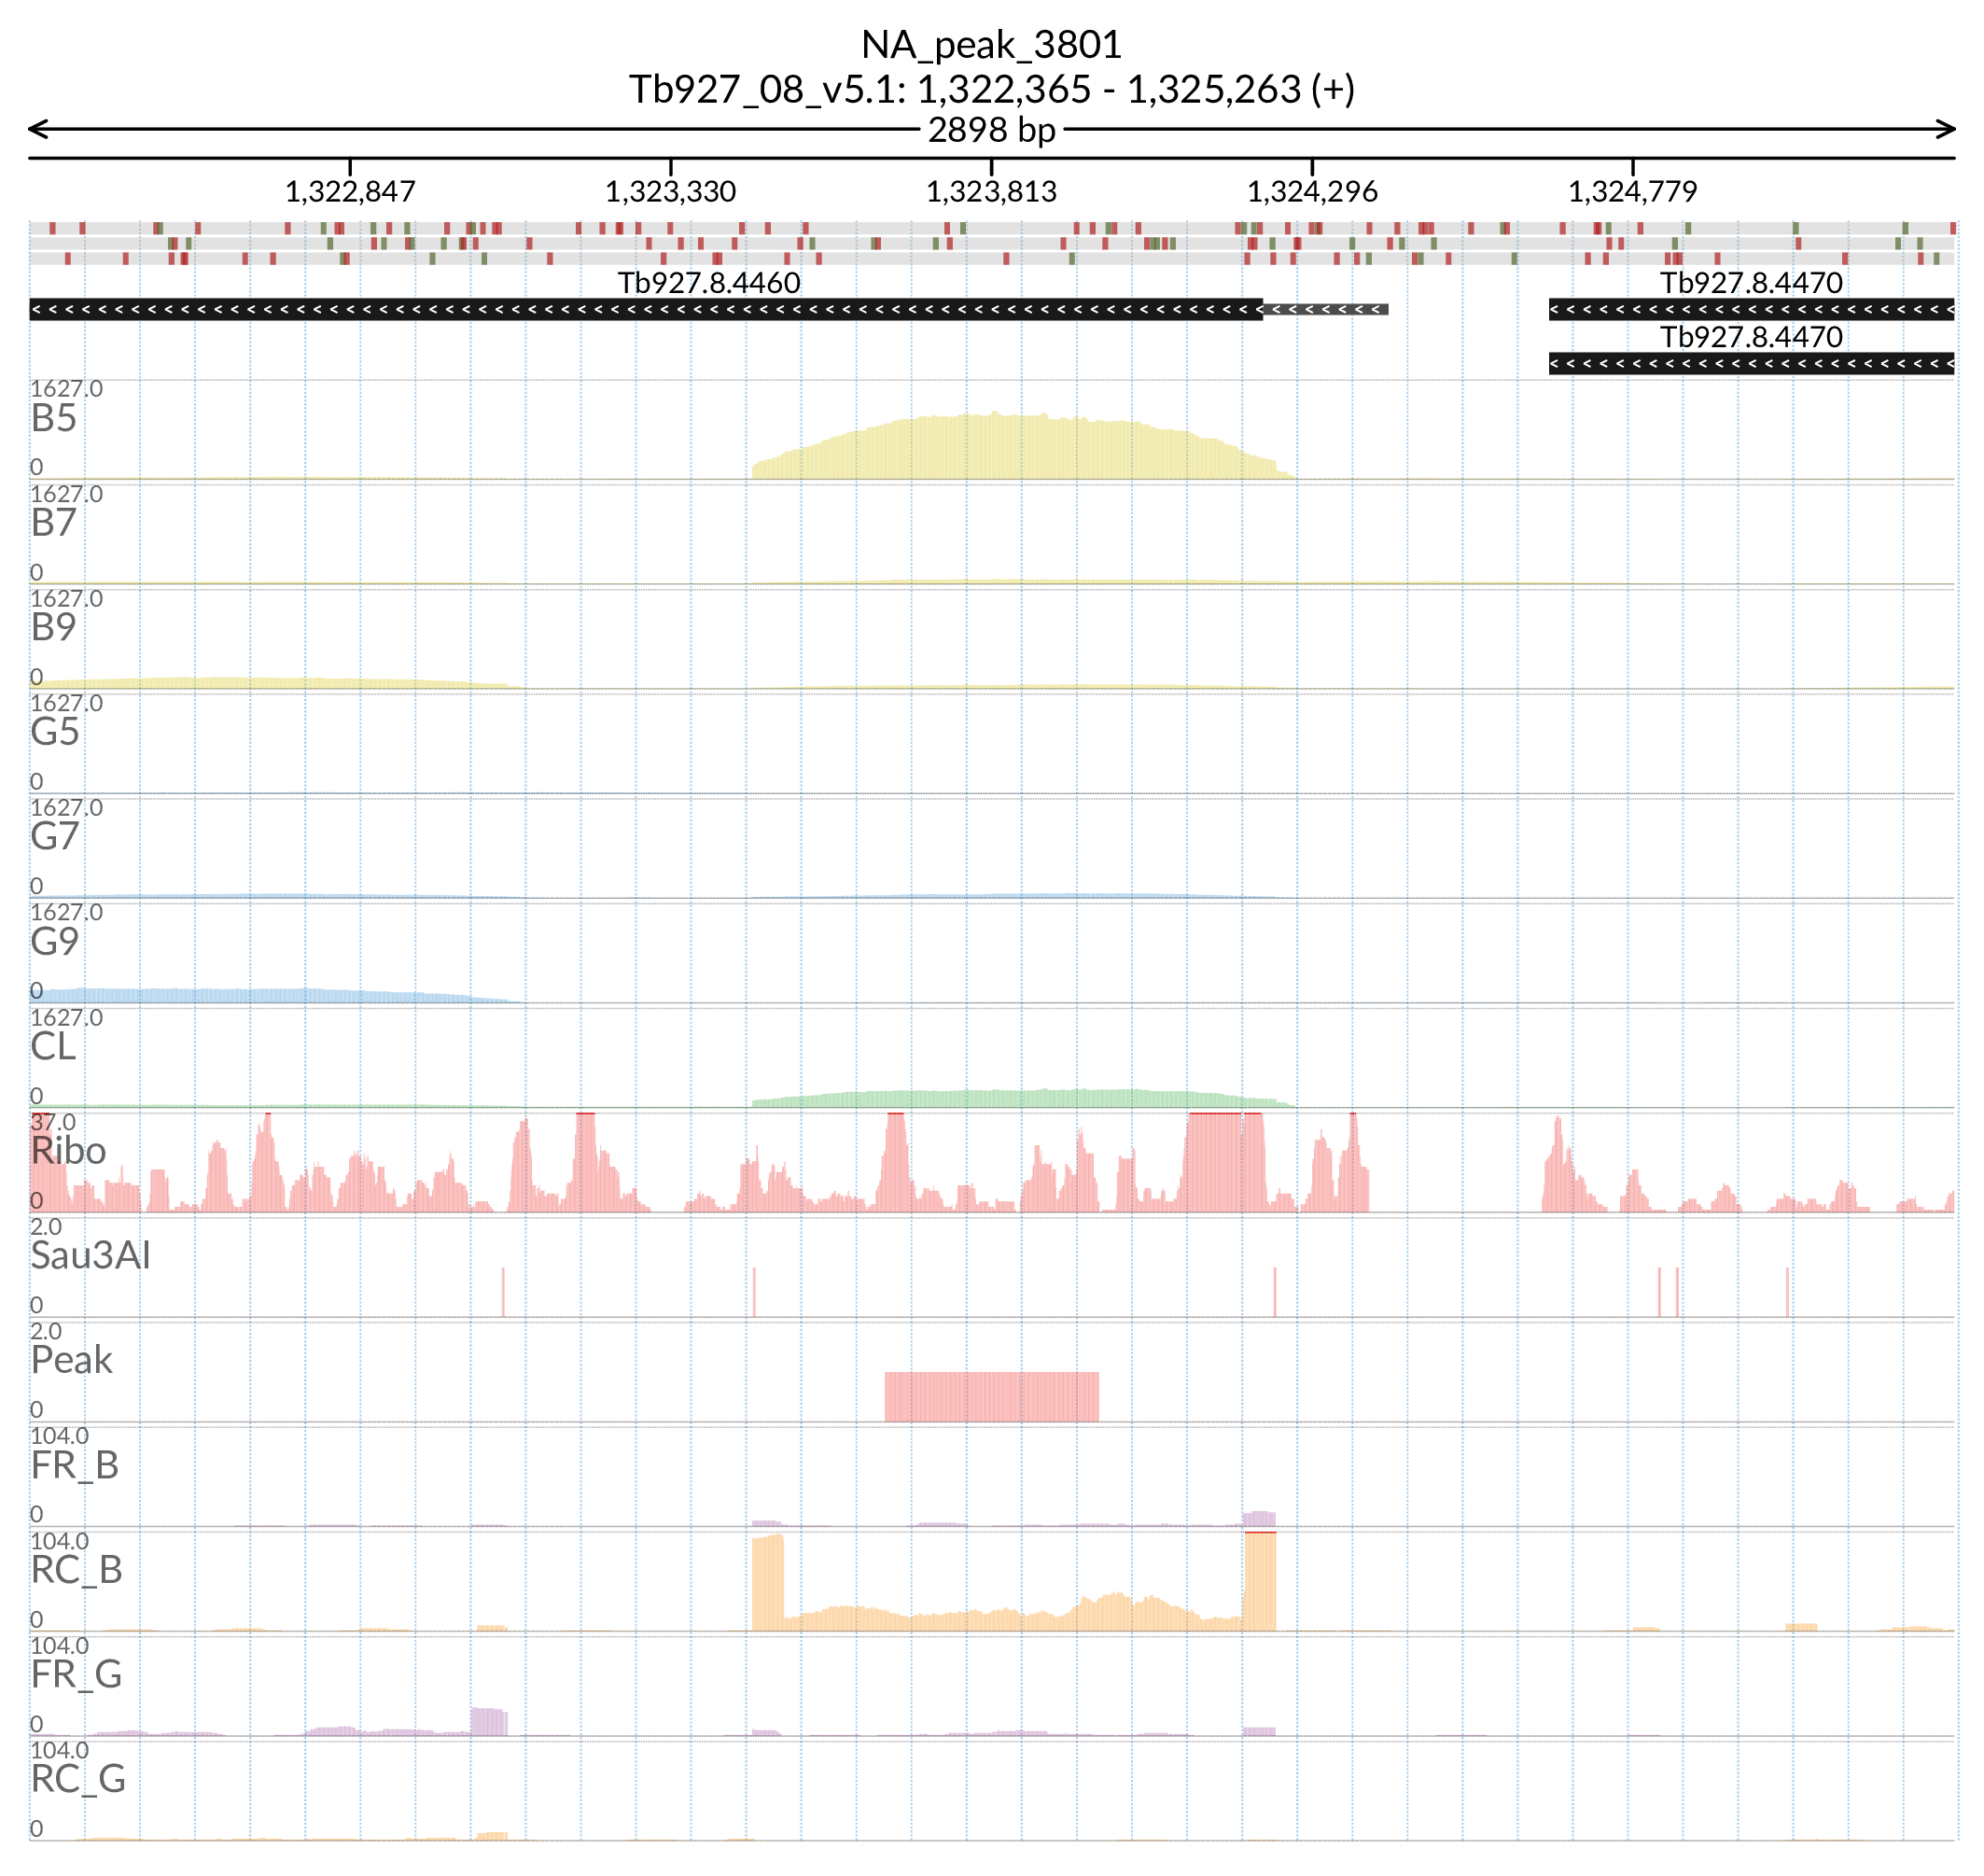 NA_peak_3801
Tb927_08_v5.1: 1,322,365 - 1,325,263 (+)
2898 bp
1,322,847 1,323,330 1,323,813 1,324,296 1,324,779
Tb927.8.4460 Tb927.8.4470
Tb927.8.4470
1627.0
B5
0
1627.0
B7
0
1627.0
B9
0
1627.0
G5
0
1627.0
G7
0
1627.0
G9
0
1627.0
CL
0
37.0
Ribo
0
2.0
Sau3AI
0
2.0
Peak
0
104.0
FR_B
0
104.0
RC_B
0
104.0
FR_G
0
104.0
RC_G
0